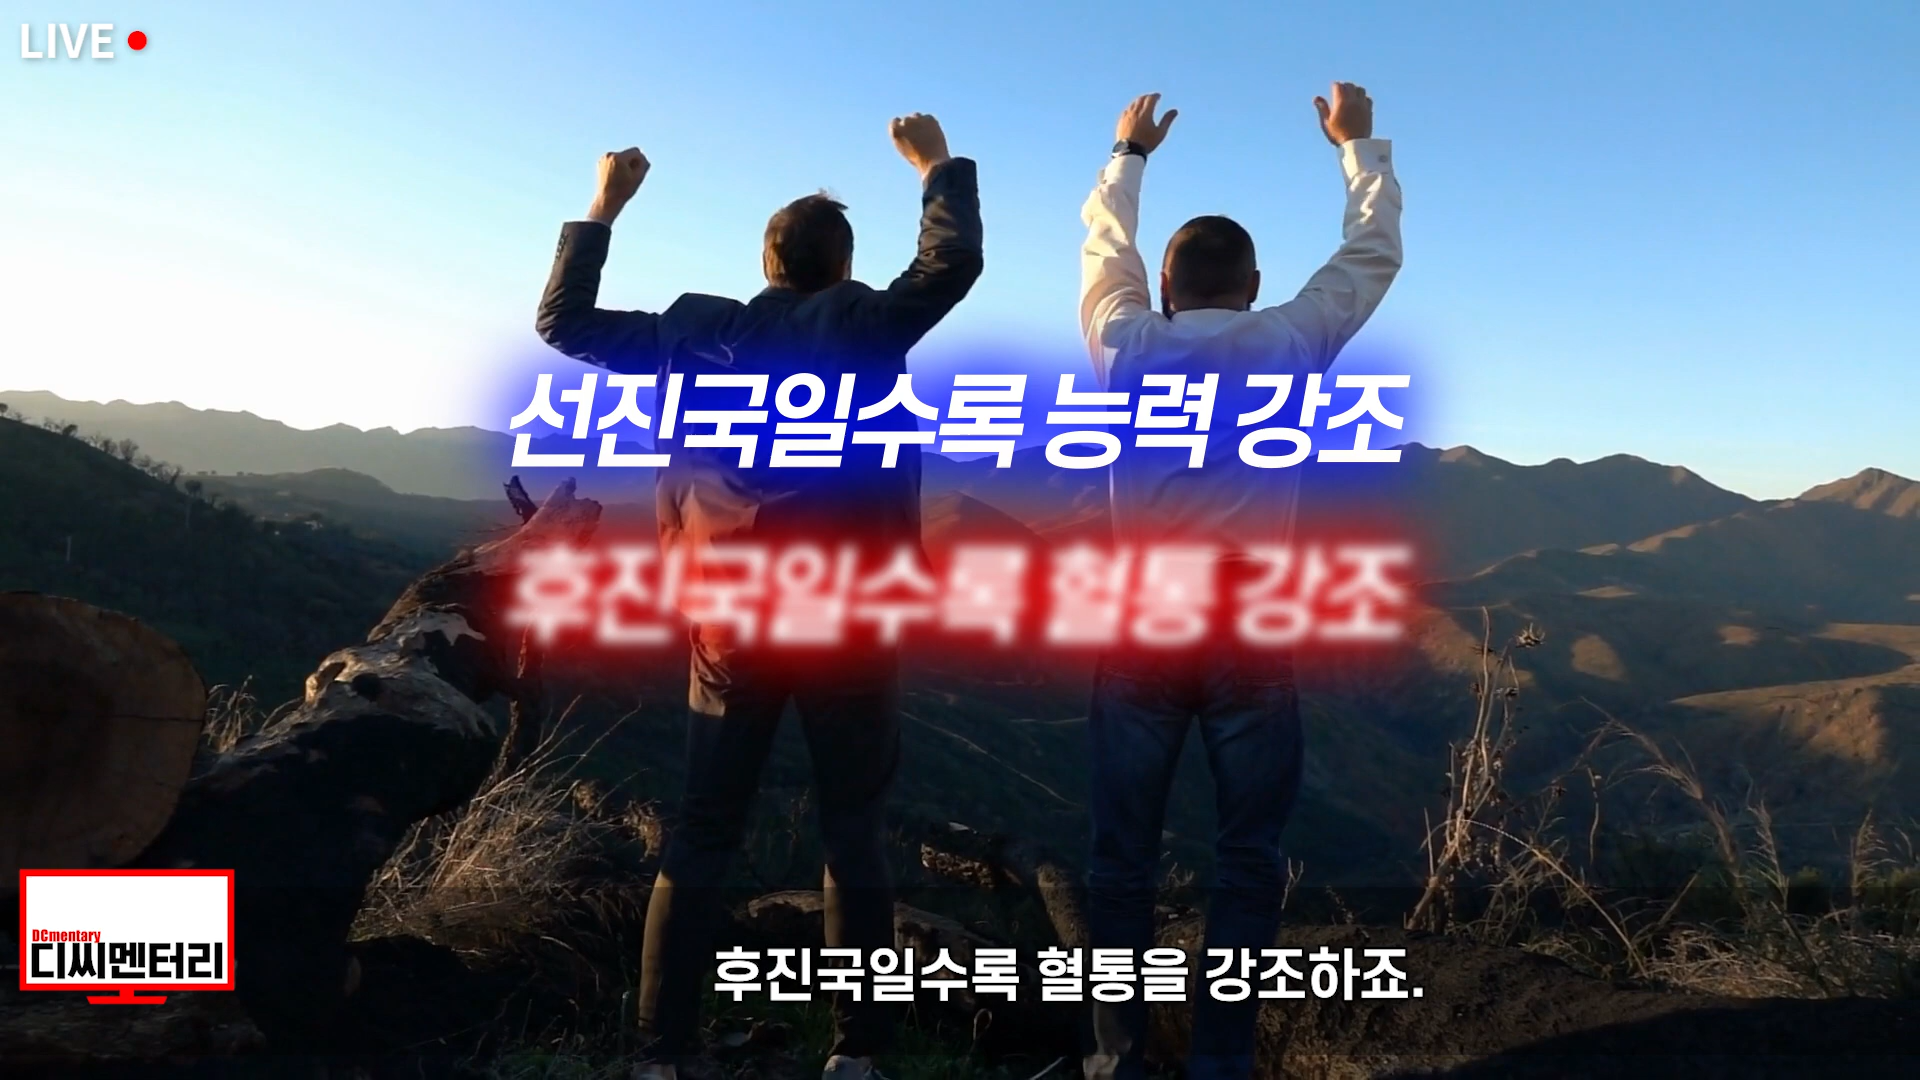 LIVE
선진국일수록 능력 강조
후진국일수록 혈통 강조
DCmentary
디씨멘터리
후진국일수록 혈통을 강조하죠.